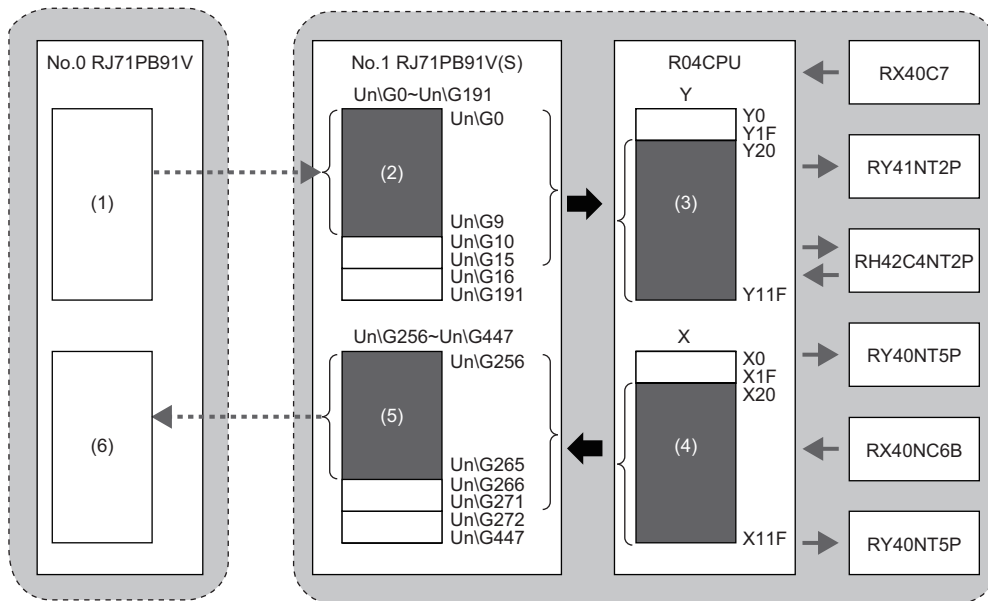 No.0 RJ71PB91V
(1)
(6)
No.1 RJ71PB91V(S)
Un\G0~Un\G191
Un\G0
(2)
Un\G9
Un\G10
Un\G15
Un\G16
Un\G191
Un\G256~Un\G447
Un\G256
(5)
Un\G265
Un\G266
Un\G271
Un\G272
Un\G447
R04CPU
Y
Y0
Y1F
Y20
(3)
Y11F
X
X0
X1F
X20
(4)
X11F
RX40C7
RY41NT2P
RH42C4NT2P
RY40NT5P
RX40NC6B
RY40NT5P